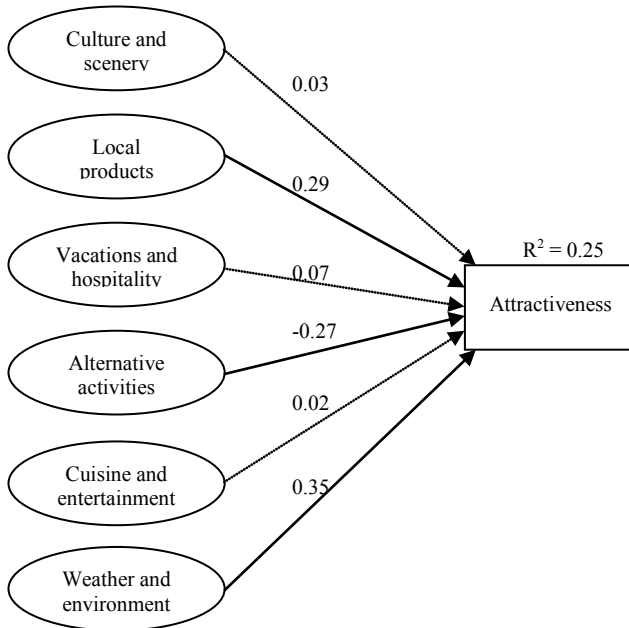 Culture and
scenery
0.03
Local
products
0.29
R² = 0.25
Vacations and
hospitality
0.07
Attractiveness
-0.27
Alternative
activities
0.02
Cuisine and
entertainment
0.35
Weather and
environment